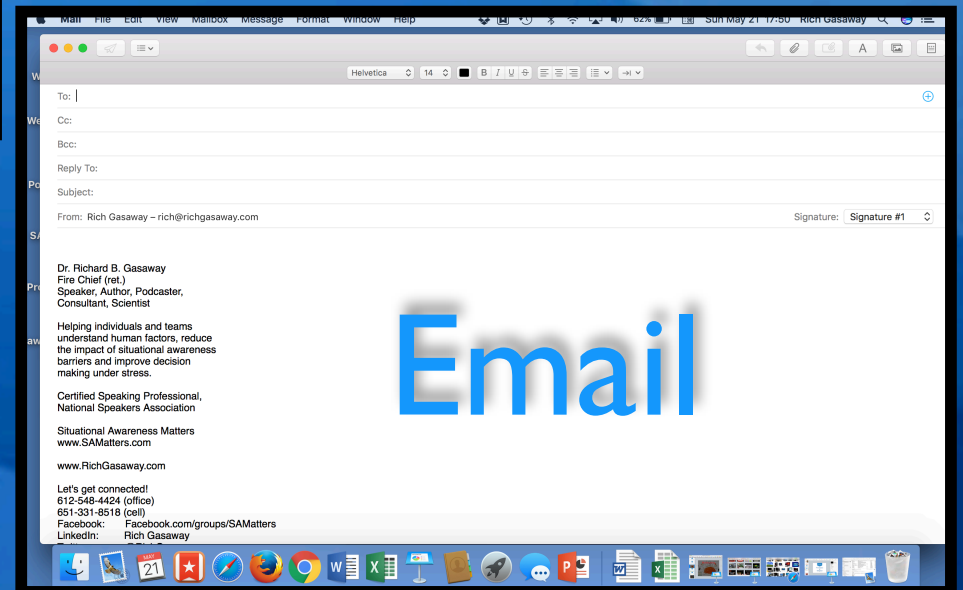 Mail File Edit View Mailbox Message Format Window Help 62% Sun May 21 17:50 Rich Gasaway
Helvetica 14 B I U S
To:
Cc:
Bcc:
Reply To:
Subject:
From: Rich Gasaway – rich@richgasaway.com Signature: Signature #1
Dr. Richard B. Gasaway
Fire Chief (ret.)
Speaker, Author, Podcaster,
Consultant, Scientist
Helping individuals and teams
understand human factors, reduce
the impact of situational awareness
barriers and improve decision
making under stress.
Certified Speaking Professional,
National Speakers Association
Situational Awareness Matters
www.SAMatters.com
www.RichGasaway.com
Let's get connected!
612-548-4424 (office)
651-331-8518 (cell)
Facebook: Facebook.com/groups/SAMatters
LinkedIn: Rich Gasaway
Email
MAY
21